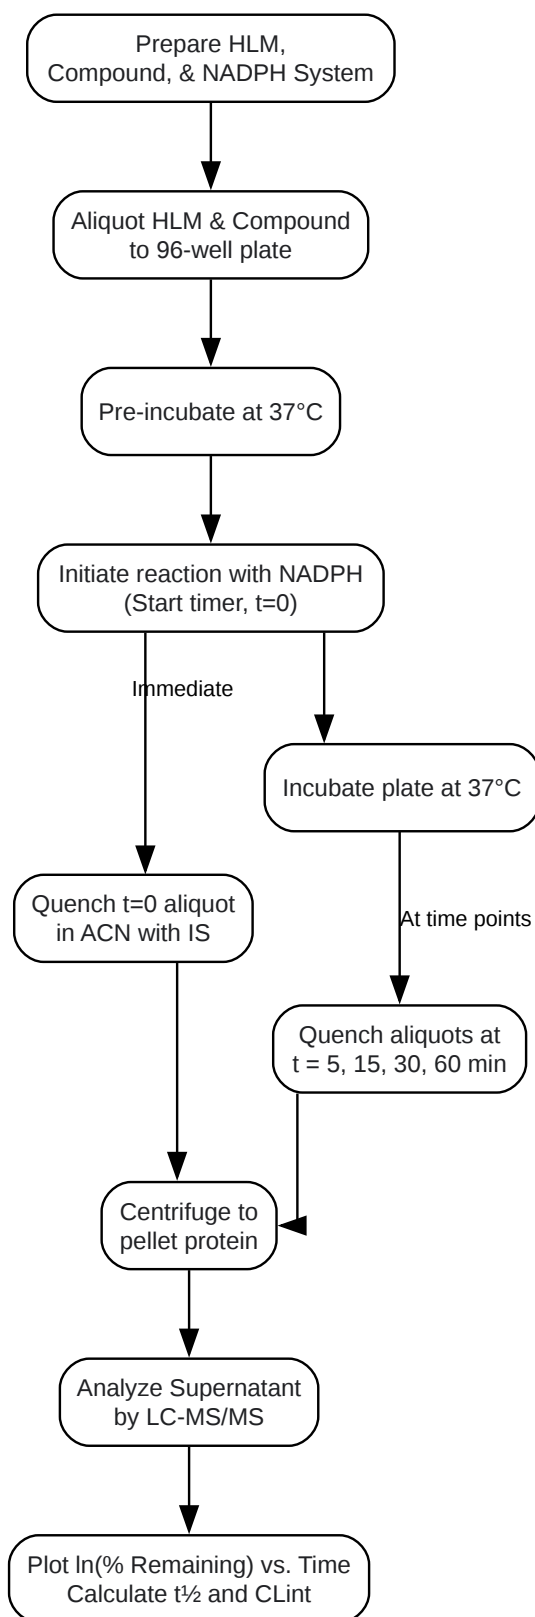 Prepare HLM,
Compound, & NADPH System
Aliquot HLM & Compound
to 96-well plate
Pre-incubate at 37°C
Initiate reaction with NADPH
(Start timer, t=0)
Immediate
Incubate plate at 37°C
Quench t=0 aliquot
in ACN with IS
At time points
Quench aliquots at
t = 5, 15, 30, 60 min
Centrifuge to
pellet protein
Analyze Supernatant
by LC-MS/MS
Plot ln(% Remaining) vs. Time
Calculate t½ and CLint